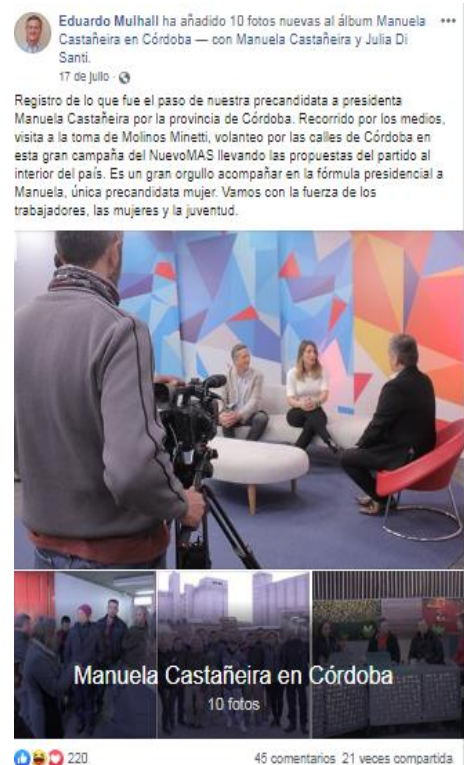 Eduardo Mulhall ha añadido 10 fotos nuevas al álbum Manuela
Castañeira en Córdoba — con Manuela Castañeira y Julia Di
Santi.
17 de julio ·
Registro de lo que fue el paso de nuestra precandidata a presidenta
Manuela Castañeira por la provincia de Córdoba. Recorrido por los medios,
visita a la toma de Molinos Minetti, volanteo por las calles de Córdoba en
esta gran campaña del NuevoMAS llevando las propuestas del partido al
interior del país. Es un gran orgullo acompañar en la fórmula presidencial a
Manuela, única precandidata mujer. Vamos con la fuerza de los
trabajadores, las mujeres y la juventud.
Manuela Castañeira en Córdoba
10 fotos
220
45 comentarios 21 veces compartida